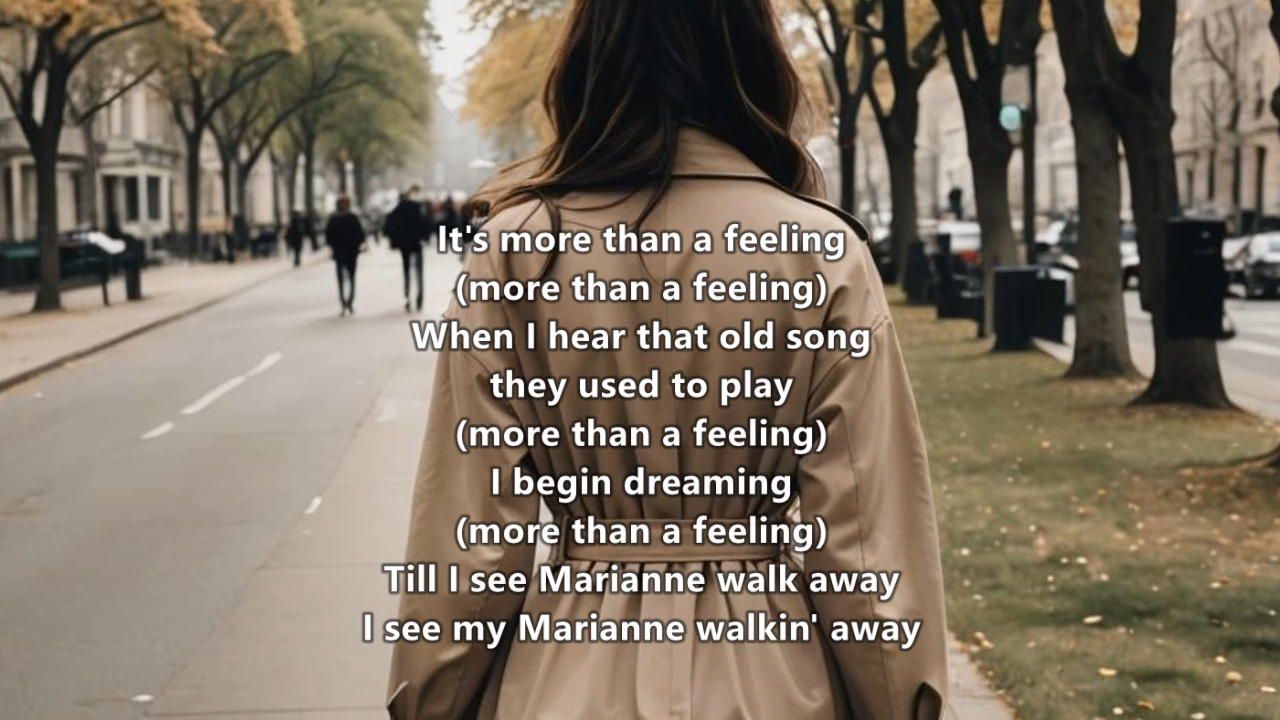 It's more than a feeling
(more than a feeling)
When I hear that old song
they used to play
(more than a feeling)
I begin dreaming
(more than a feeling)
Till I see Marianne walk away
I see my Marianne walkin' away